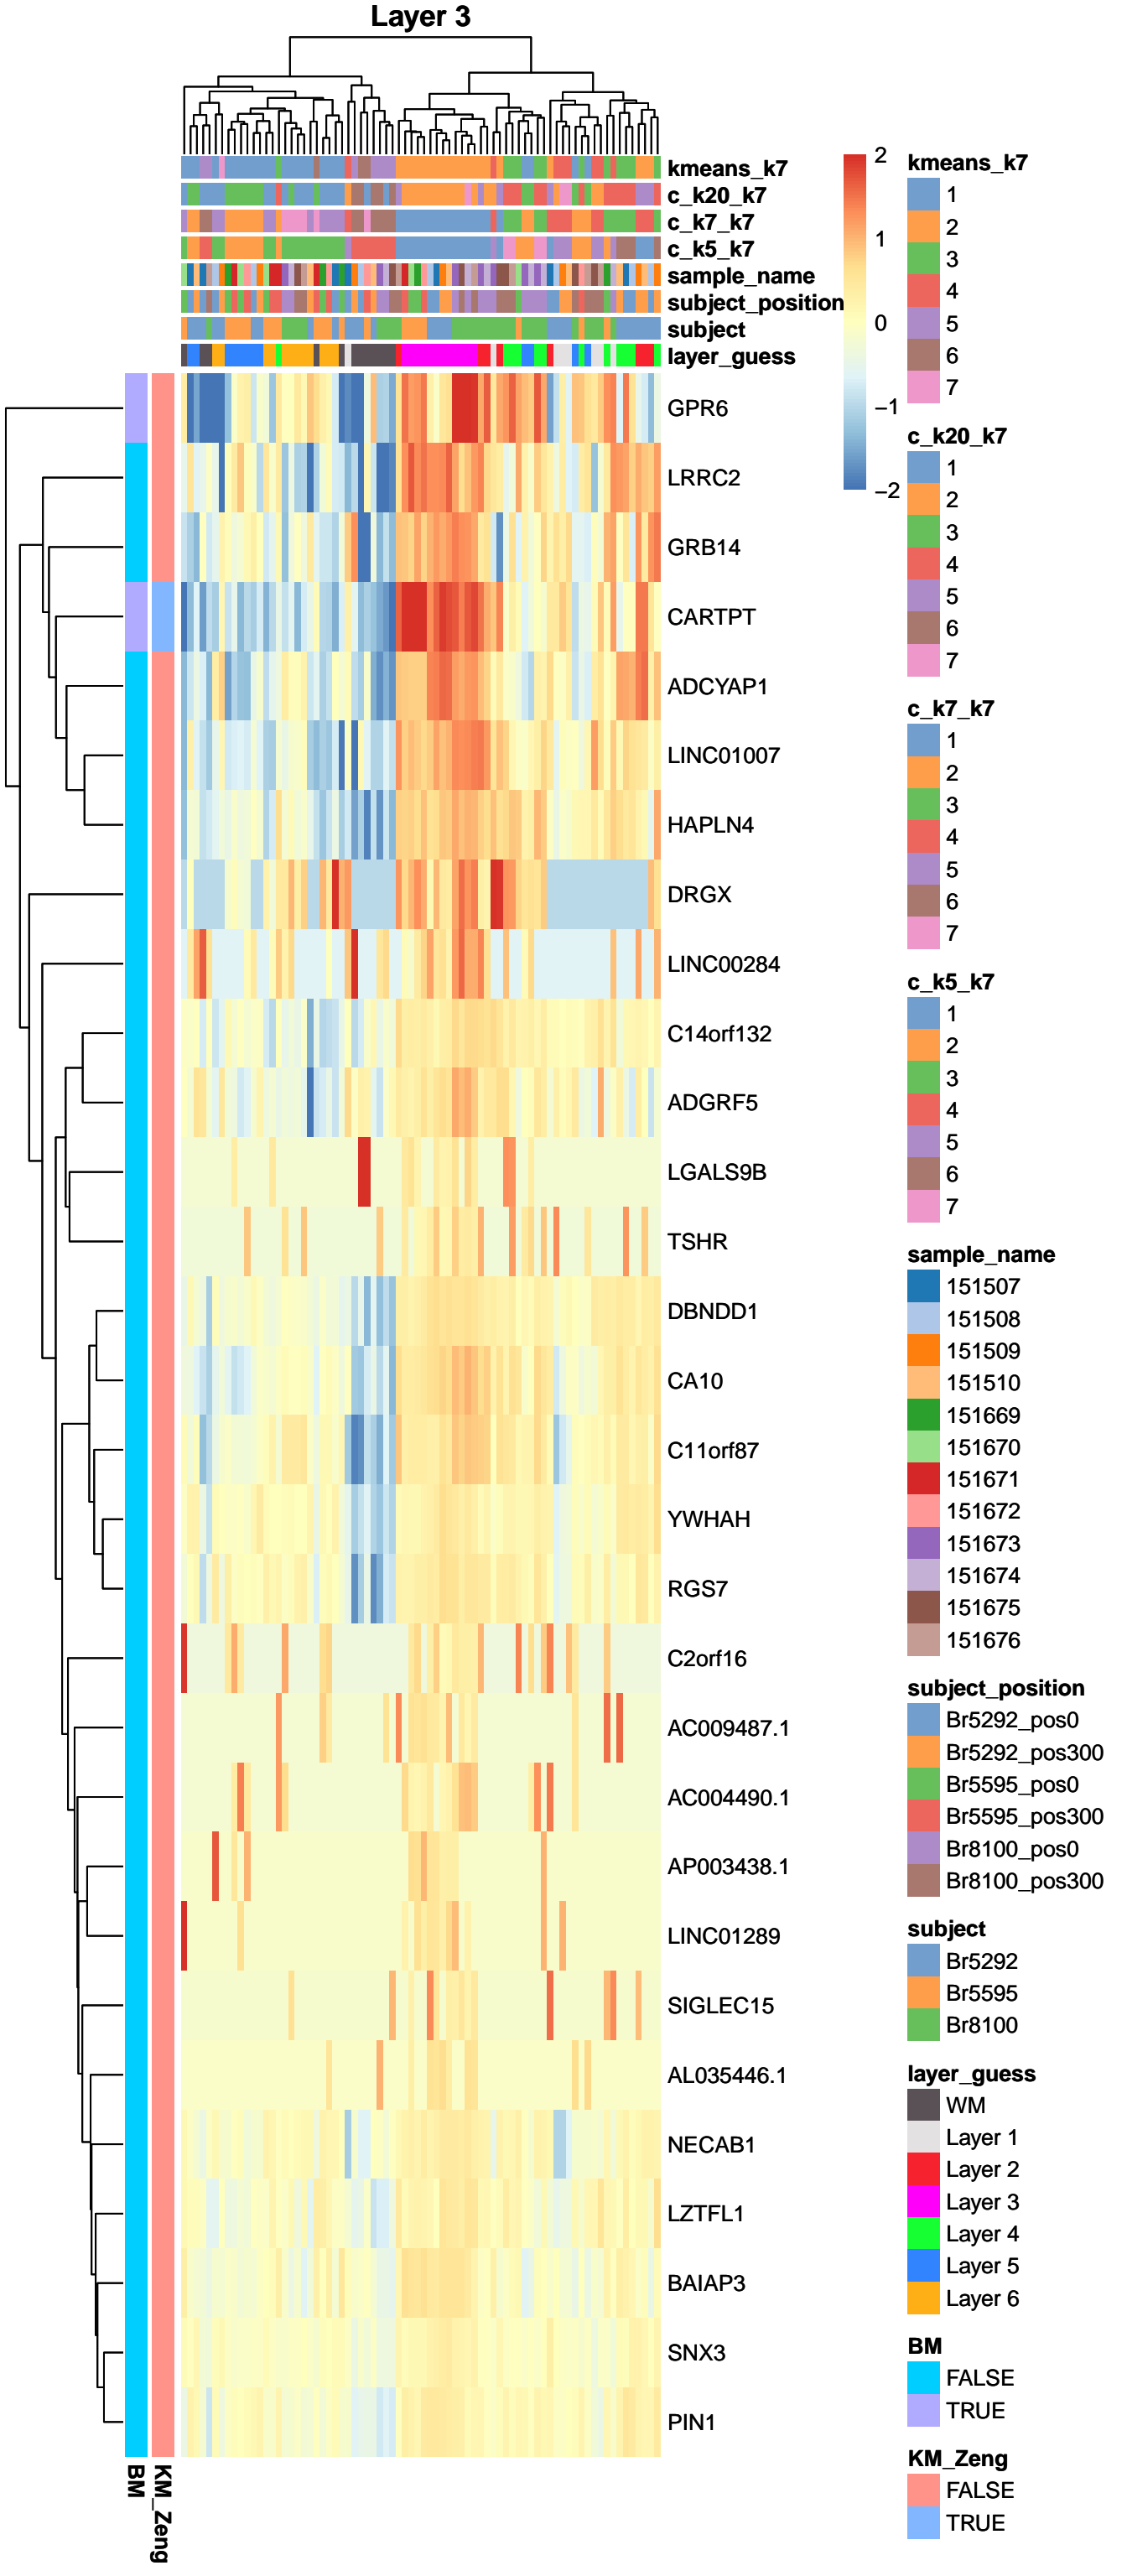 Layer 3
kmeans_k7
c_k20_k7
c_k7_k7
c_k5_k7
sample_name
subject_position
subject
layer_guess
GPR6
LRRC2
GRB14
CARTPT
ADCYAP1
LINC01007
HAPLN4
DRGX
LINC00284
C14orf132
ADGRF5
LGALS9B
TSHR
DBNDD1
CA10
C11orf87
YWHAH
RGS7
C2orf16
AC009487.1
AC004490.1
AP003438.1
LINC01289
SIGLEC15
AL035446.1
NECAB1
LZTFL1
BAIAP3
SNX3
PIN1
BM
KM_Zeng
2
1
0
−1
−2
kmeans_k7
1
2
3
4
5
6
7
c_k20_k7
1
2
3
4
5
6
7
c_k7_k7
1
2
3
4
5
6
7
c_k5_k7
1
2
3
4
5
6
7
sample_name
151507
151508
151509
151510
151669
151670
151671
151672
151673
151674
151675
151676
subject_position
Br5292_pos0
Br5292_pos300
Br5595_pos0
Br5595_pos300
Br8100_pos0
Br8100_pos300
subject
Br5292
Br5595
Br8100
layer_guess
WM
Layer 1
Layer 2
Layer 3
Layer 4
Layer 5
Layer 6
BM
FALSE
TRUE
KM_Zeng
FALSE
TRUE